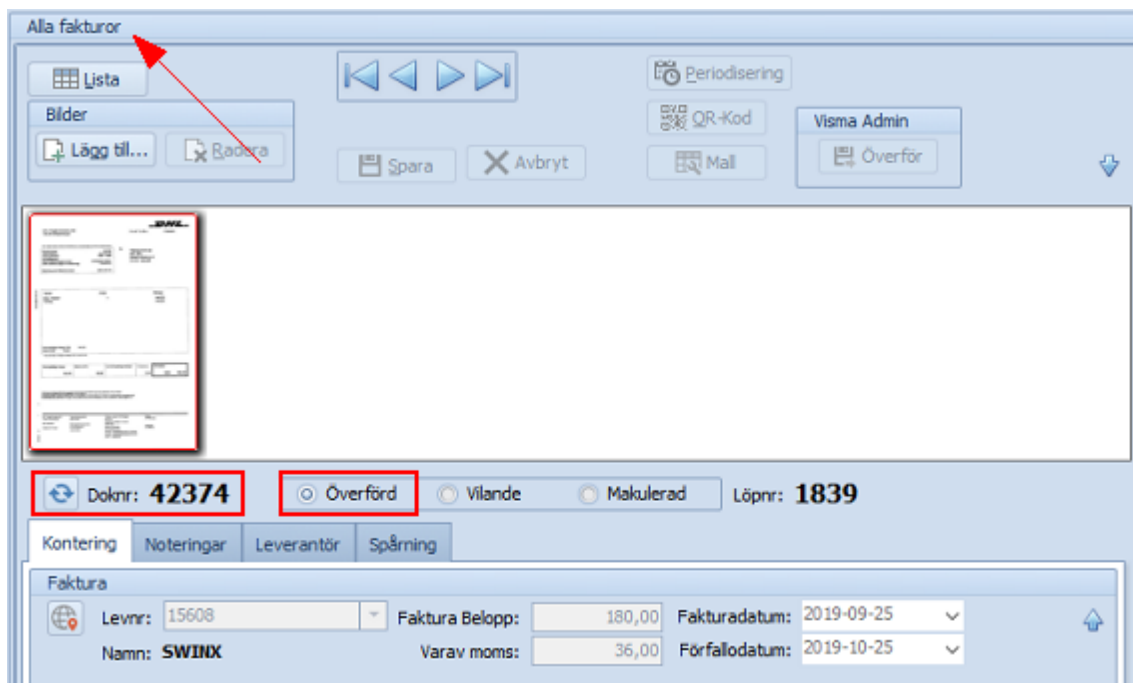 Alla fakturor
Lista
Periodisering
Bilder
QR-Kod
Visma Admin
Lägg till... Radera
Spara Avbryt Mall Överför
Doknr: 42374 Överförd Vilande Makulerad Löpnr: 1839
Kontering Noteringar Leverantör Spårning
Faktura
Levnr: 15608 Faktura Belopp: 180,00 Fakturadatum: 2019-09-25
Namn: SWINX Varav moms: 36,00 Förfallodatum: 2019-10-25